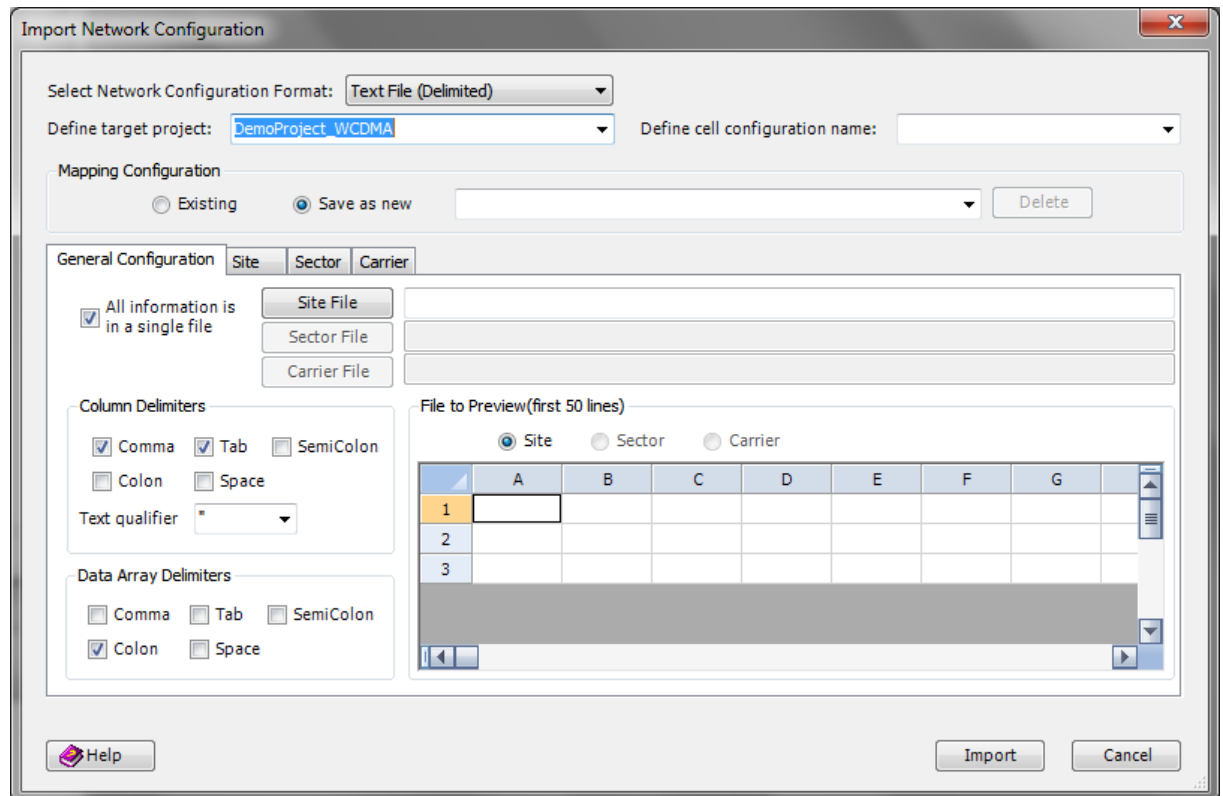 Import Network Configuration
Select Network Configuration Format: Text File (Delimited)
Define target project: DemoProject_WCDMA Define cell configuration name:
Mapping Configuration
Existing Save as new Delete
General Configuration Site Sector Carrier
All information is
in a single file
Site File
Sector File
Carrier File
Column Delimiters
Comma Tab SemiColon
Colon Space
Text qualifier "
Data Array Delimiters
Comma Tab SemiColon
Colon Space
File to Preview(first 50 lines)
Site Sector Carrier
A B C D E F G
1
2
3
Help Import Cancel